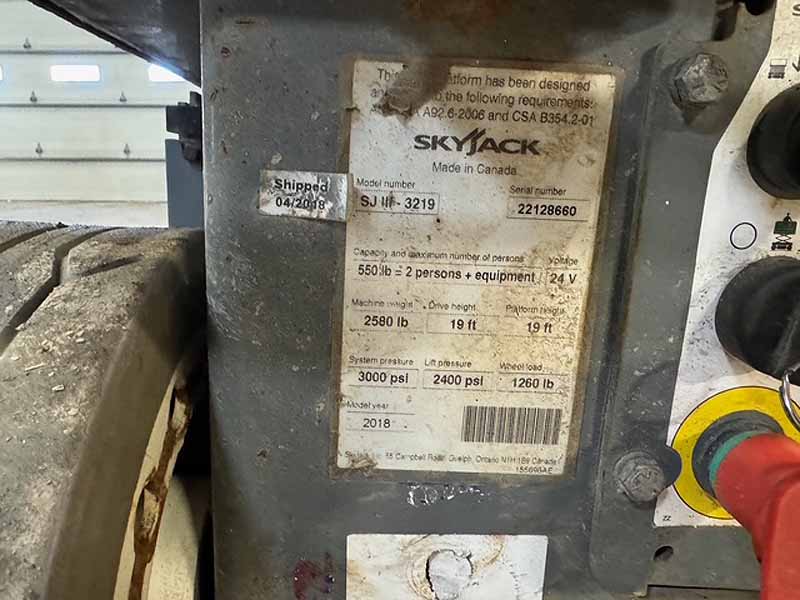 This platform has been designed
the following requirements:
A92.6-2006 and CSA B354.2-01
SKYJACK
Made in Canada
Shipped
04/2018
Model number
Serial number
SJ III - 3219
22128660
Capacity and maximum number of persons
Voltage
550 lb = 2 persons + equipment
24 V
Machine weight
Drive height
Platform height
2580 lb
19 ft
19 ft
System pressure
Lift pressure
Wheel load
3000 psi
2400 psi
1260 lb
Model year
2018
55 Campbell Road, Guelph, Ontario N1H 1B9 Canada
ZZ